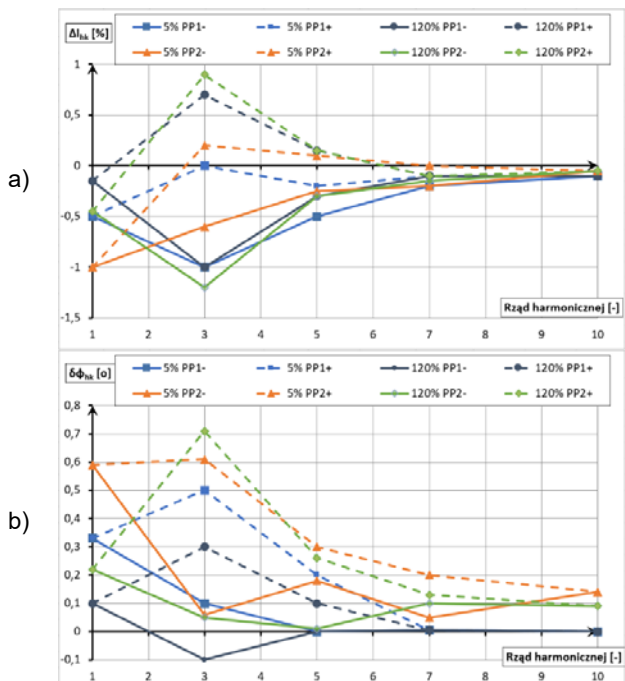 a)
ΔI_hk [%]
5% PP1- 5% PP1+ 120% PP1- 120% PP1+
5% PP2- 5% PP2+ 120% PP2- 120% PP2+
1
0,5
0
-0,5
-1
-1,5
Rząd harmonicznej [-]
1 2 3 4 5 6 7 8 9 10
b)
δϕ_hk [o]
5% PP1- 5% PP1+ 120% PP1- 120% PP1+
5% PP2- 5% PP2+ 120% PP2- 120% PP2+
0,8
0,7
0,6
0,5
0,4
0,3
0,2
0,1
0
-0,1
Rząd harmonicznej [-]
1 2 3 4 5 6 7 8 9 10